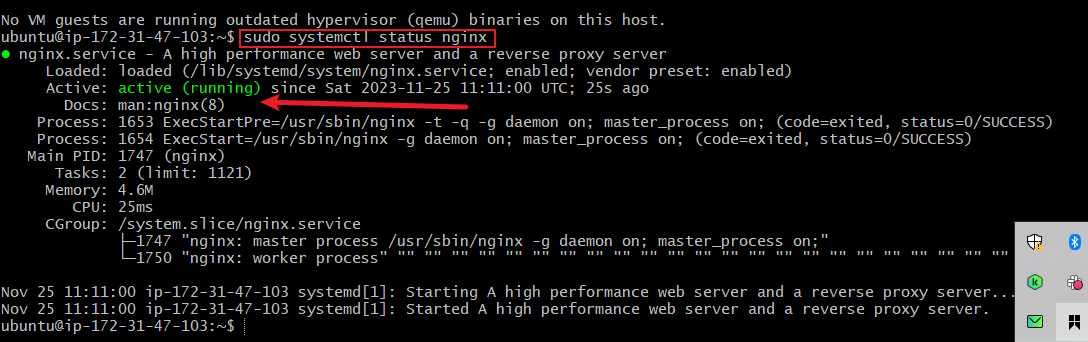 No VM guests are running outdated hypervisor (qemu) binaries on this host.
ubuntu@ip-172-31-47-103:~$ sudo systemctl status nginx
● nginx.service - A high performance web server and a reverse proxy server
Loaded: loaded (/lib/systemd/system/nginx.service; enabled; vendor preset: enabled)
Active: active (running) since Sat 2023-11-25 11:11:00 UTC; 25s ago
Docs: man:nginx(8)
Process: 1653 ExecStartPre=/usr/sbin/nginx -t -q -g daemon on; master_process on; (code=exited, status=0/SUCCESS)
Process: 1654 ExecStart=/usr/sbin/nginx -g daemon on; master_process on; (code=exited, status=0/SUCCESS)
Main PID: 1747 (nginx)
Tasks: 2 (limit: 1121)
Memory: 4.6M
CPU: 25ms
CGroup: /system.slice/nginx.service
├─1747 "nginx: master process /usr/sbin/nginx -g daemon on; master_process on;"
└─1750 "nginx: worker process" "" "" "" "" "" "" "" "" "" "" "" "" "" "" "" "" "" "" "" "" "" "" ""
Nov 25 11:11:00 ip-172-31-47-103 systemd[1]: Starting A high performance web server and a reverse proxy server...
Nov 25 11:11:00 ip-172-31-47-103 systemd[1]: Started A high performance web server and a reverse proxy server.
ubuntu@ip-172-31-47-103:~$